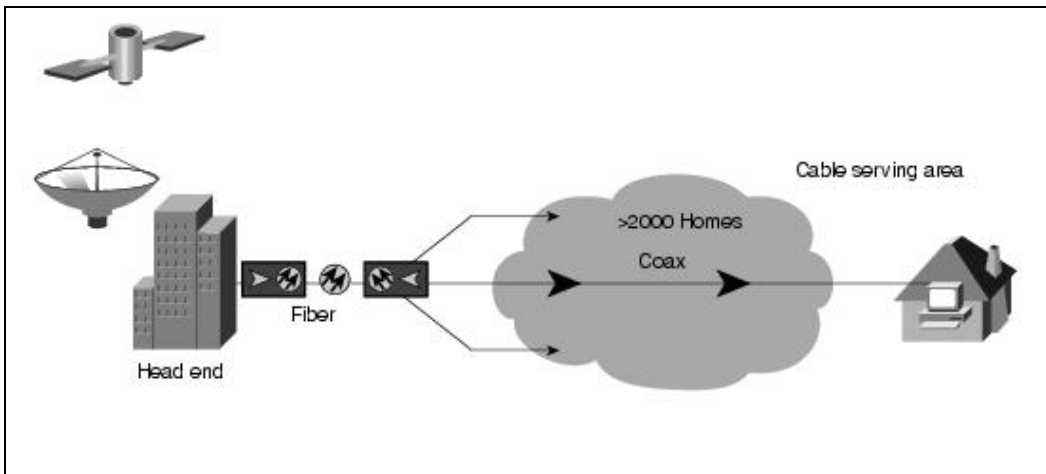 Cable serving area
>2000 Homes
Coax
Fiber
Head end